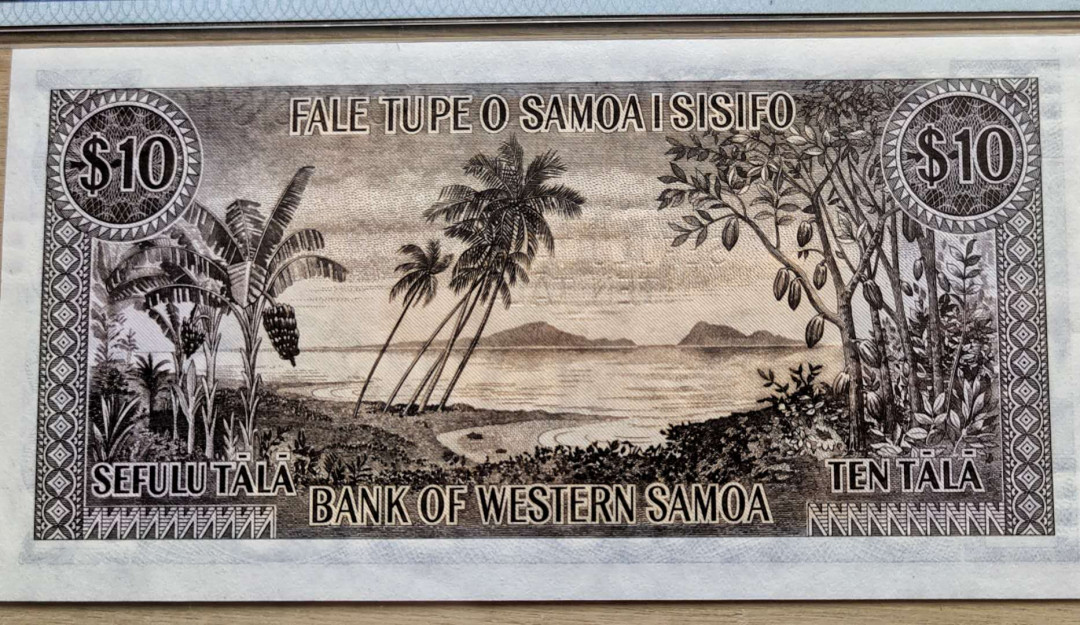 FALE TUPE O SAMOA I SISIFO
$10
$10
SEFULU TĀLĀ
TEN TĀLĀ
BANK OF WESTERN SAMOA